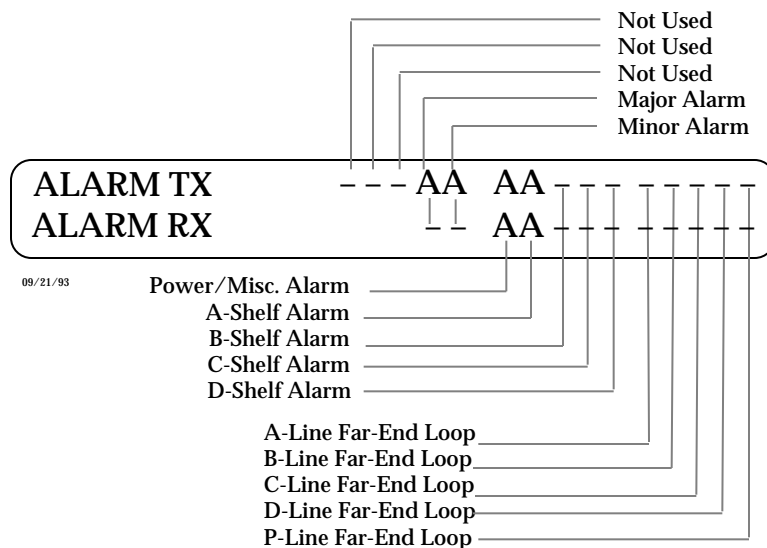 Not Used
Not Used
Not Used
Major Alarm
Minor Alarm
ALARM TX - - - AA AA - - - - - - - -
ALARM RX - - AA - - - - - - - -
09/21/93
Power/Misc. Alarm
A-Shelf Alarm
B-Shelf Alarm
C-Shelf Alarm
D-Shelf Alarm
A-Line Far-End Loop
B-Line Far-End Loop
C-Line Far-End Loop
D-Line Far-End Loop
P-Line Far-End Loop